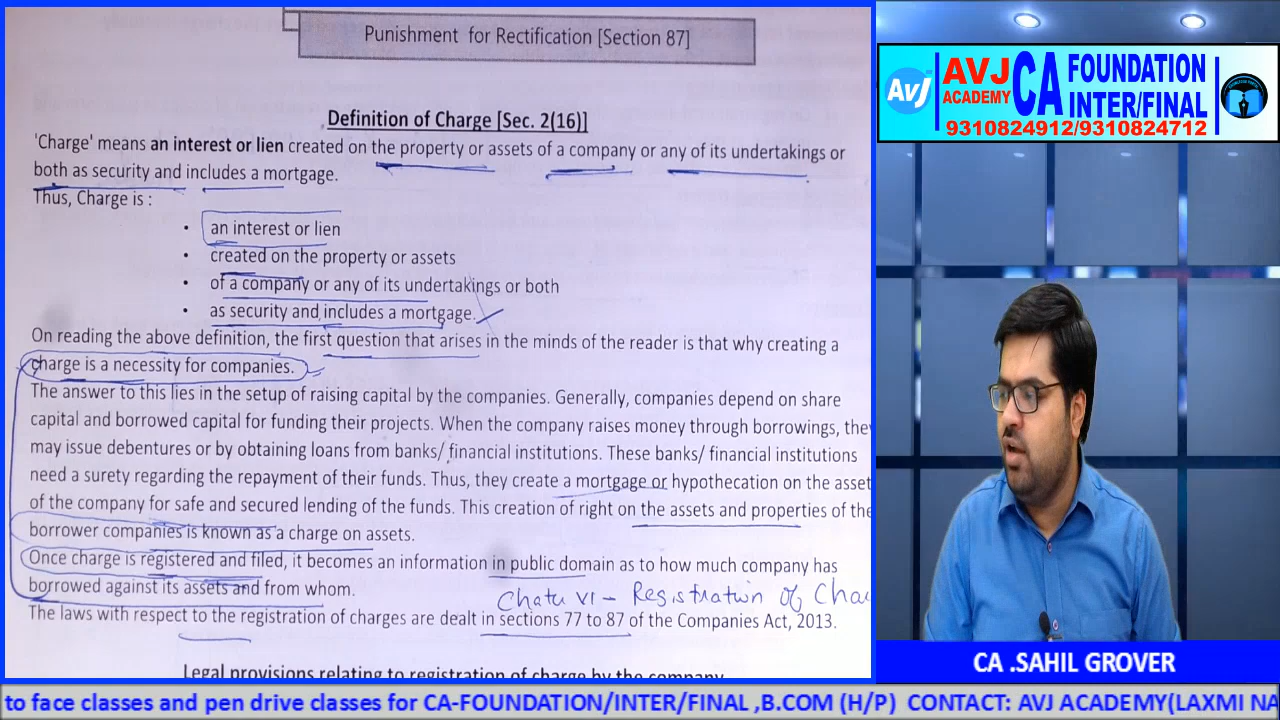 Punishment for Rectification [Section 87]
Definition of Charge [Sec. 2(16)]
'Charge' means an interest or lien created on the property or assets of a company or any of its undertakings or
both as security and includes a mortgage.
Thus, Charge is :
• an interest or lien
• created on the property or assets
• of a company or any of its undertakings or both
• as security and includes a mortgage.
On reading the above definition, the first question that arises in the minds of the reader is that why creating a
charge is a necessity for companies.
The answer to this lies in the setup of raising capital by the companies. Generally, companies depend on share
capital and borrowed capital for funding their projects. When the company raises money through borrowings, the
may issue debentures or by obtaining loans from banks/ financial institutions. These banks/ financial institutions
need a surety regarding the repayment of their funds. Thus, they create a mortgage or hypothecation on the asset
of the company for safe and secured lending of the funds. This creation of right on the assets and properties of the
borrower companies is known as a charge on assets.
Once charge is registered and filed, it becomes an information in public domain as to how much company has
borrowed against its assets and from whom.
VI - Registration of Cha
The laws with respect to the registration of charges are dealt in sections 77 to 87 of the Companies Act, 2013.
Legal provisions relating to registration of charge by the company
AVJ
AVJ ACADEMY
CA FOUNDATION
INTER/FINAL
9310824912/9310824712
CA .SAHIL GROVER
to face classes and pen drive classes for CA-FOUNDATION/INTER/FINAL ,B.COM (H/P) CONTACT: AVJ ACADEMY(LAXMI NA